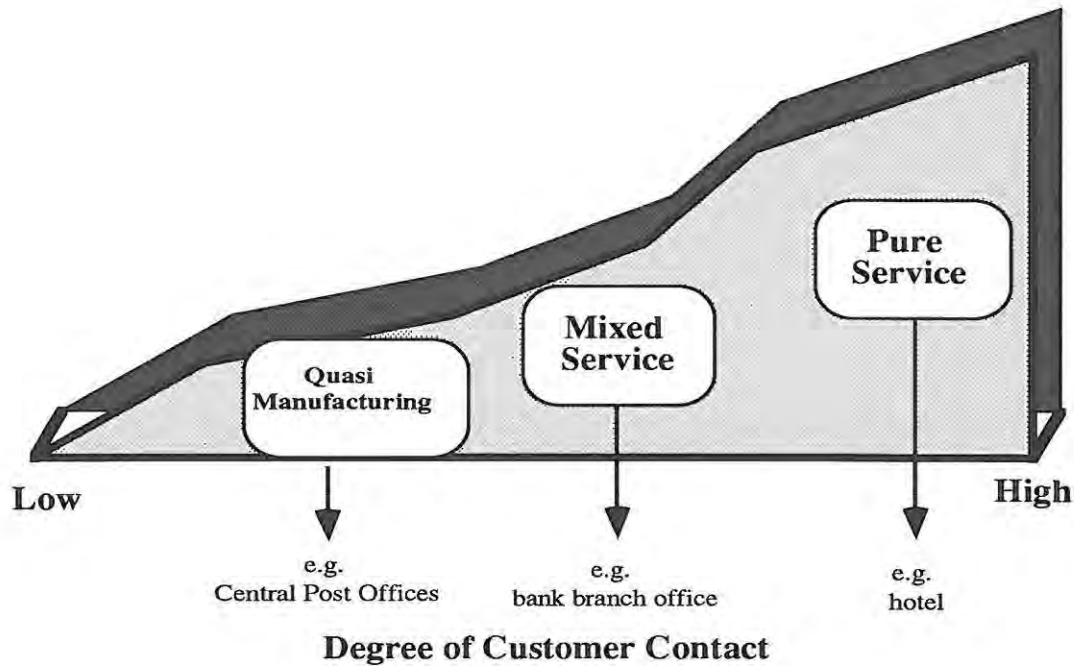 Pure
Service
Mixed
Service
Quasi
Manufacturing
Low
High
e.g.
Central Post Offices
e.g.
bank branch office
e.g.
hotel
Degree of Customer Contact